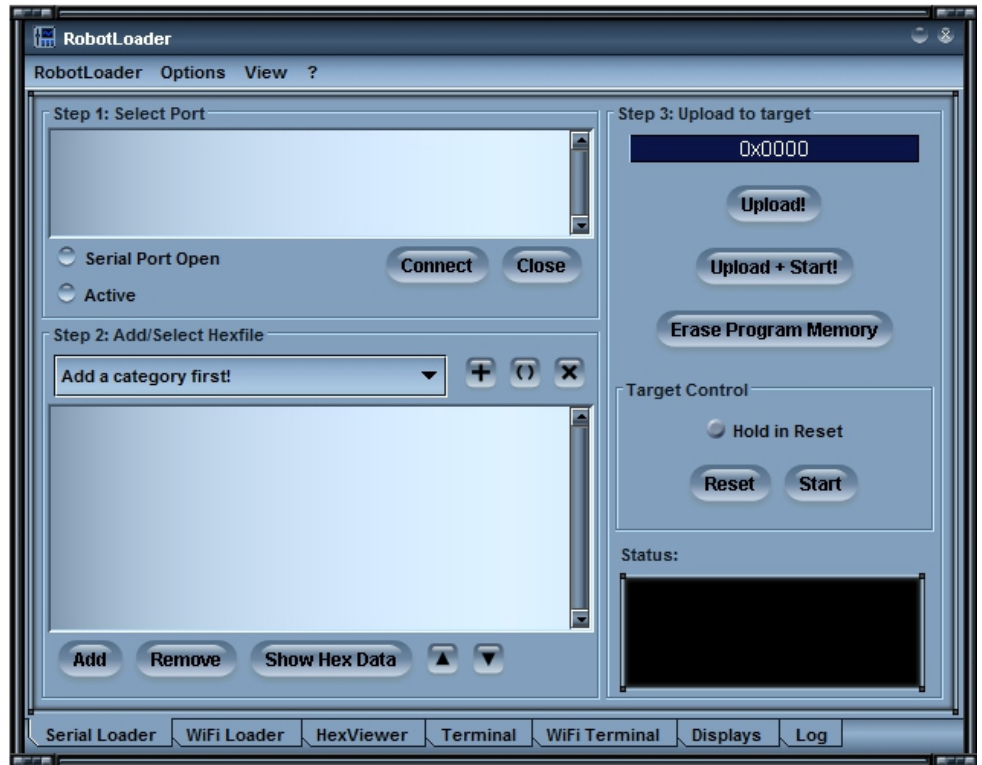 RobotLoader
RobotLoader Options View ?
Step 1: Select Port
Serial Port Open
Active
Connect Close
Step 2: Add/Select Hexfile
Add a category first!
Add Remove Show Hex Data
Step 3: Upload to target
0x0000
Upload!
Upload + Start!
Erase Program Memory
Target Control
Hold in Reset
Reset Start
Status:
Serial Loader WiFi Loader HexViewer Terminal WiFi Terminal Displays Log